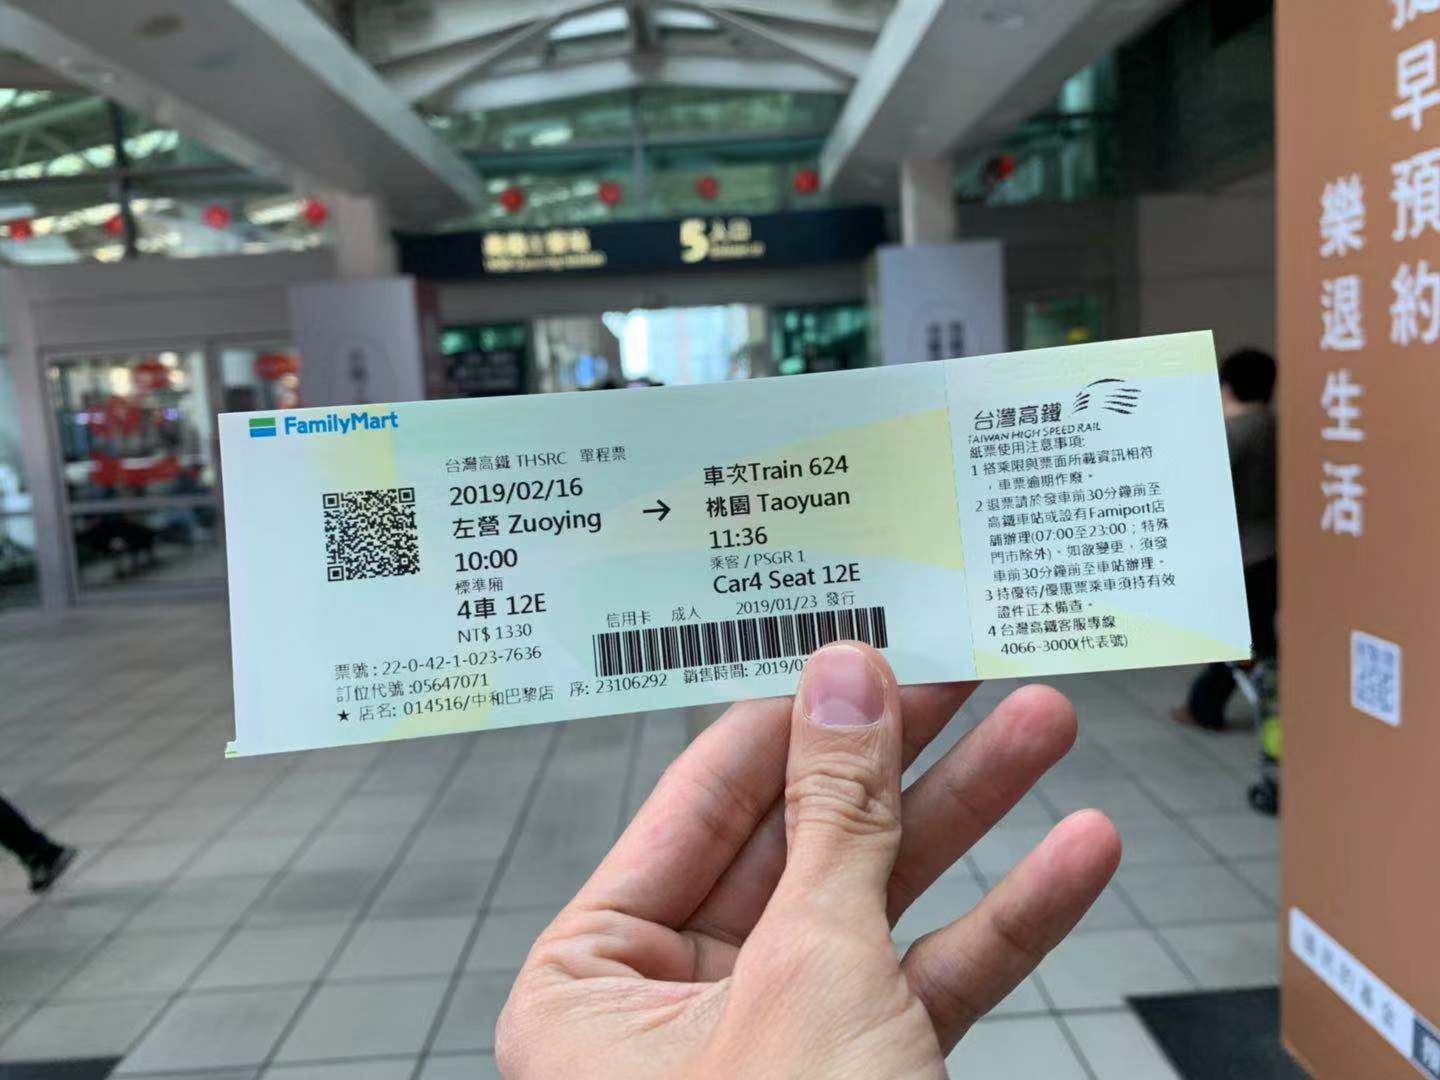 FamilyMart
台灣高鐵 THSRC 單程票
2019/02/16
左營 Zuoying
10:00
標準廂
4車 12E
NT$ 1330
→
車次Train 624
桃園 Taoyuan
11:36
乘客 / PSGR 1
Car4 Seat 12E
信用卡 成人 2019/01/23 發行
票號 : 22-0-42-1-023-7636
訂位代號 :05647071
★ 店名: 014516/中和巴黎店 序: 23106292 銷售時間: 2019/0
台灣高鐵
TAIWAN HIGH SPEED RAIL
紙票使用注意事項:
1 搭乘限與票面所載資訊相符
，車票逾期作廢。
2 退票請於發車前30分鐘前至
高鐵車站或設有Famiport店
舖辦理(07:00至23:00；特殊
門市除外)、如欲變更，須發
車前30分鐘前至車站辦理。
3 持優待/優惠票乘車須持有效
證件正本備查。
4 台灣高鐵客服專線
4066-3000(代表號)
5 入口
早預約
樂退生活